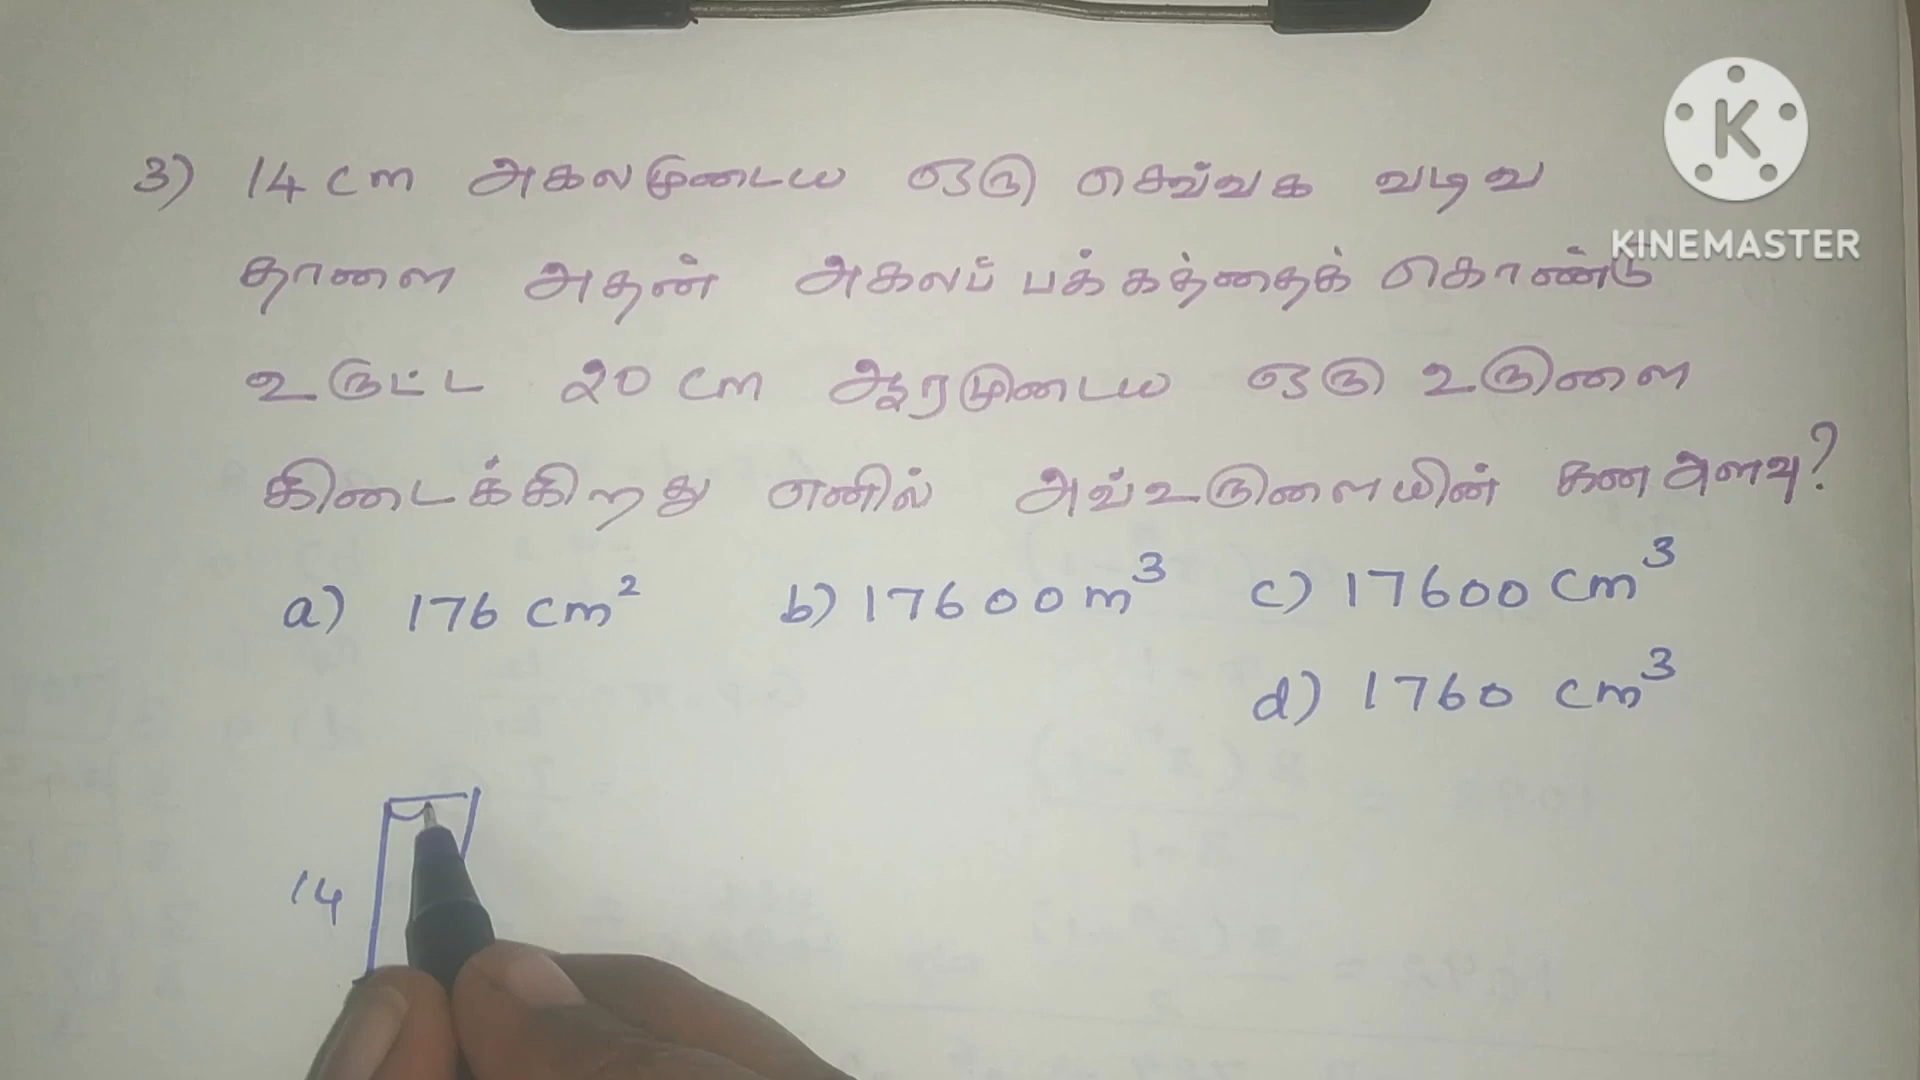 KINEMASTER
3) 14 cm அகலமுடைய ஒரு செவ்வக வடிவ
தாளை அதன் அகலப் பக்கத்தைக் கொண்டு
உருட்ட 20 cm ஆரமுடைய ஒரு உருளை
கிடைக்கிறது எனில் அவ்உருளையின் கனஅளவு?
a) 176 cm² b) 17600 m³ c) 17600 cm³
d) 1760 cm³
14